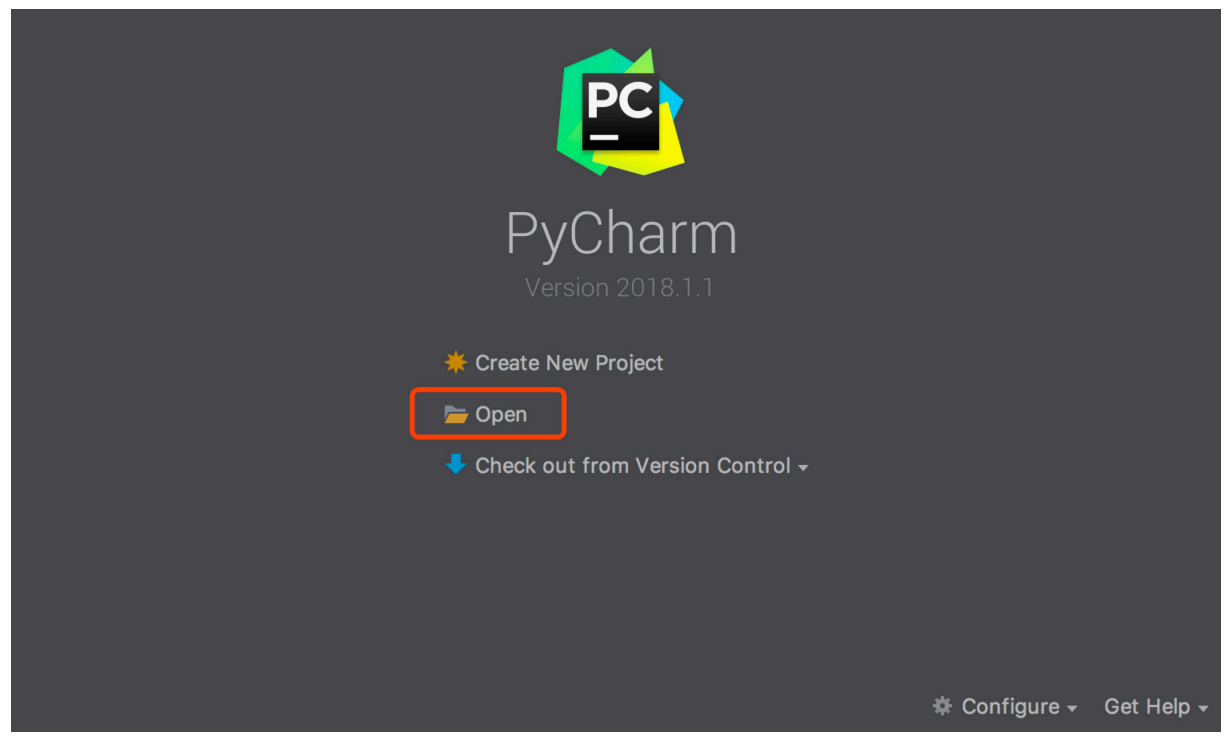 PC
PyCharm
Version 2018.1.1
Create New Project
Open
Check out from Version Control
Configure
Get Help